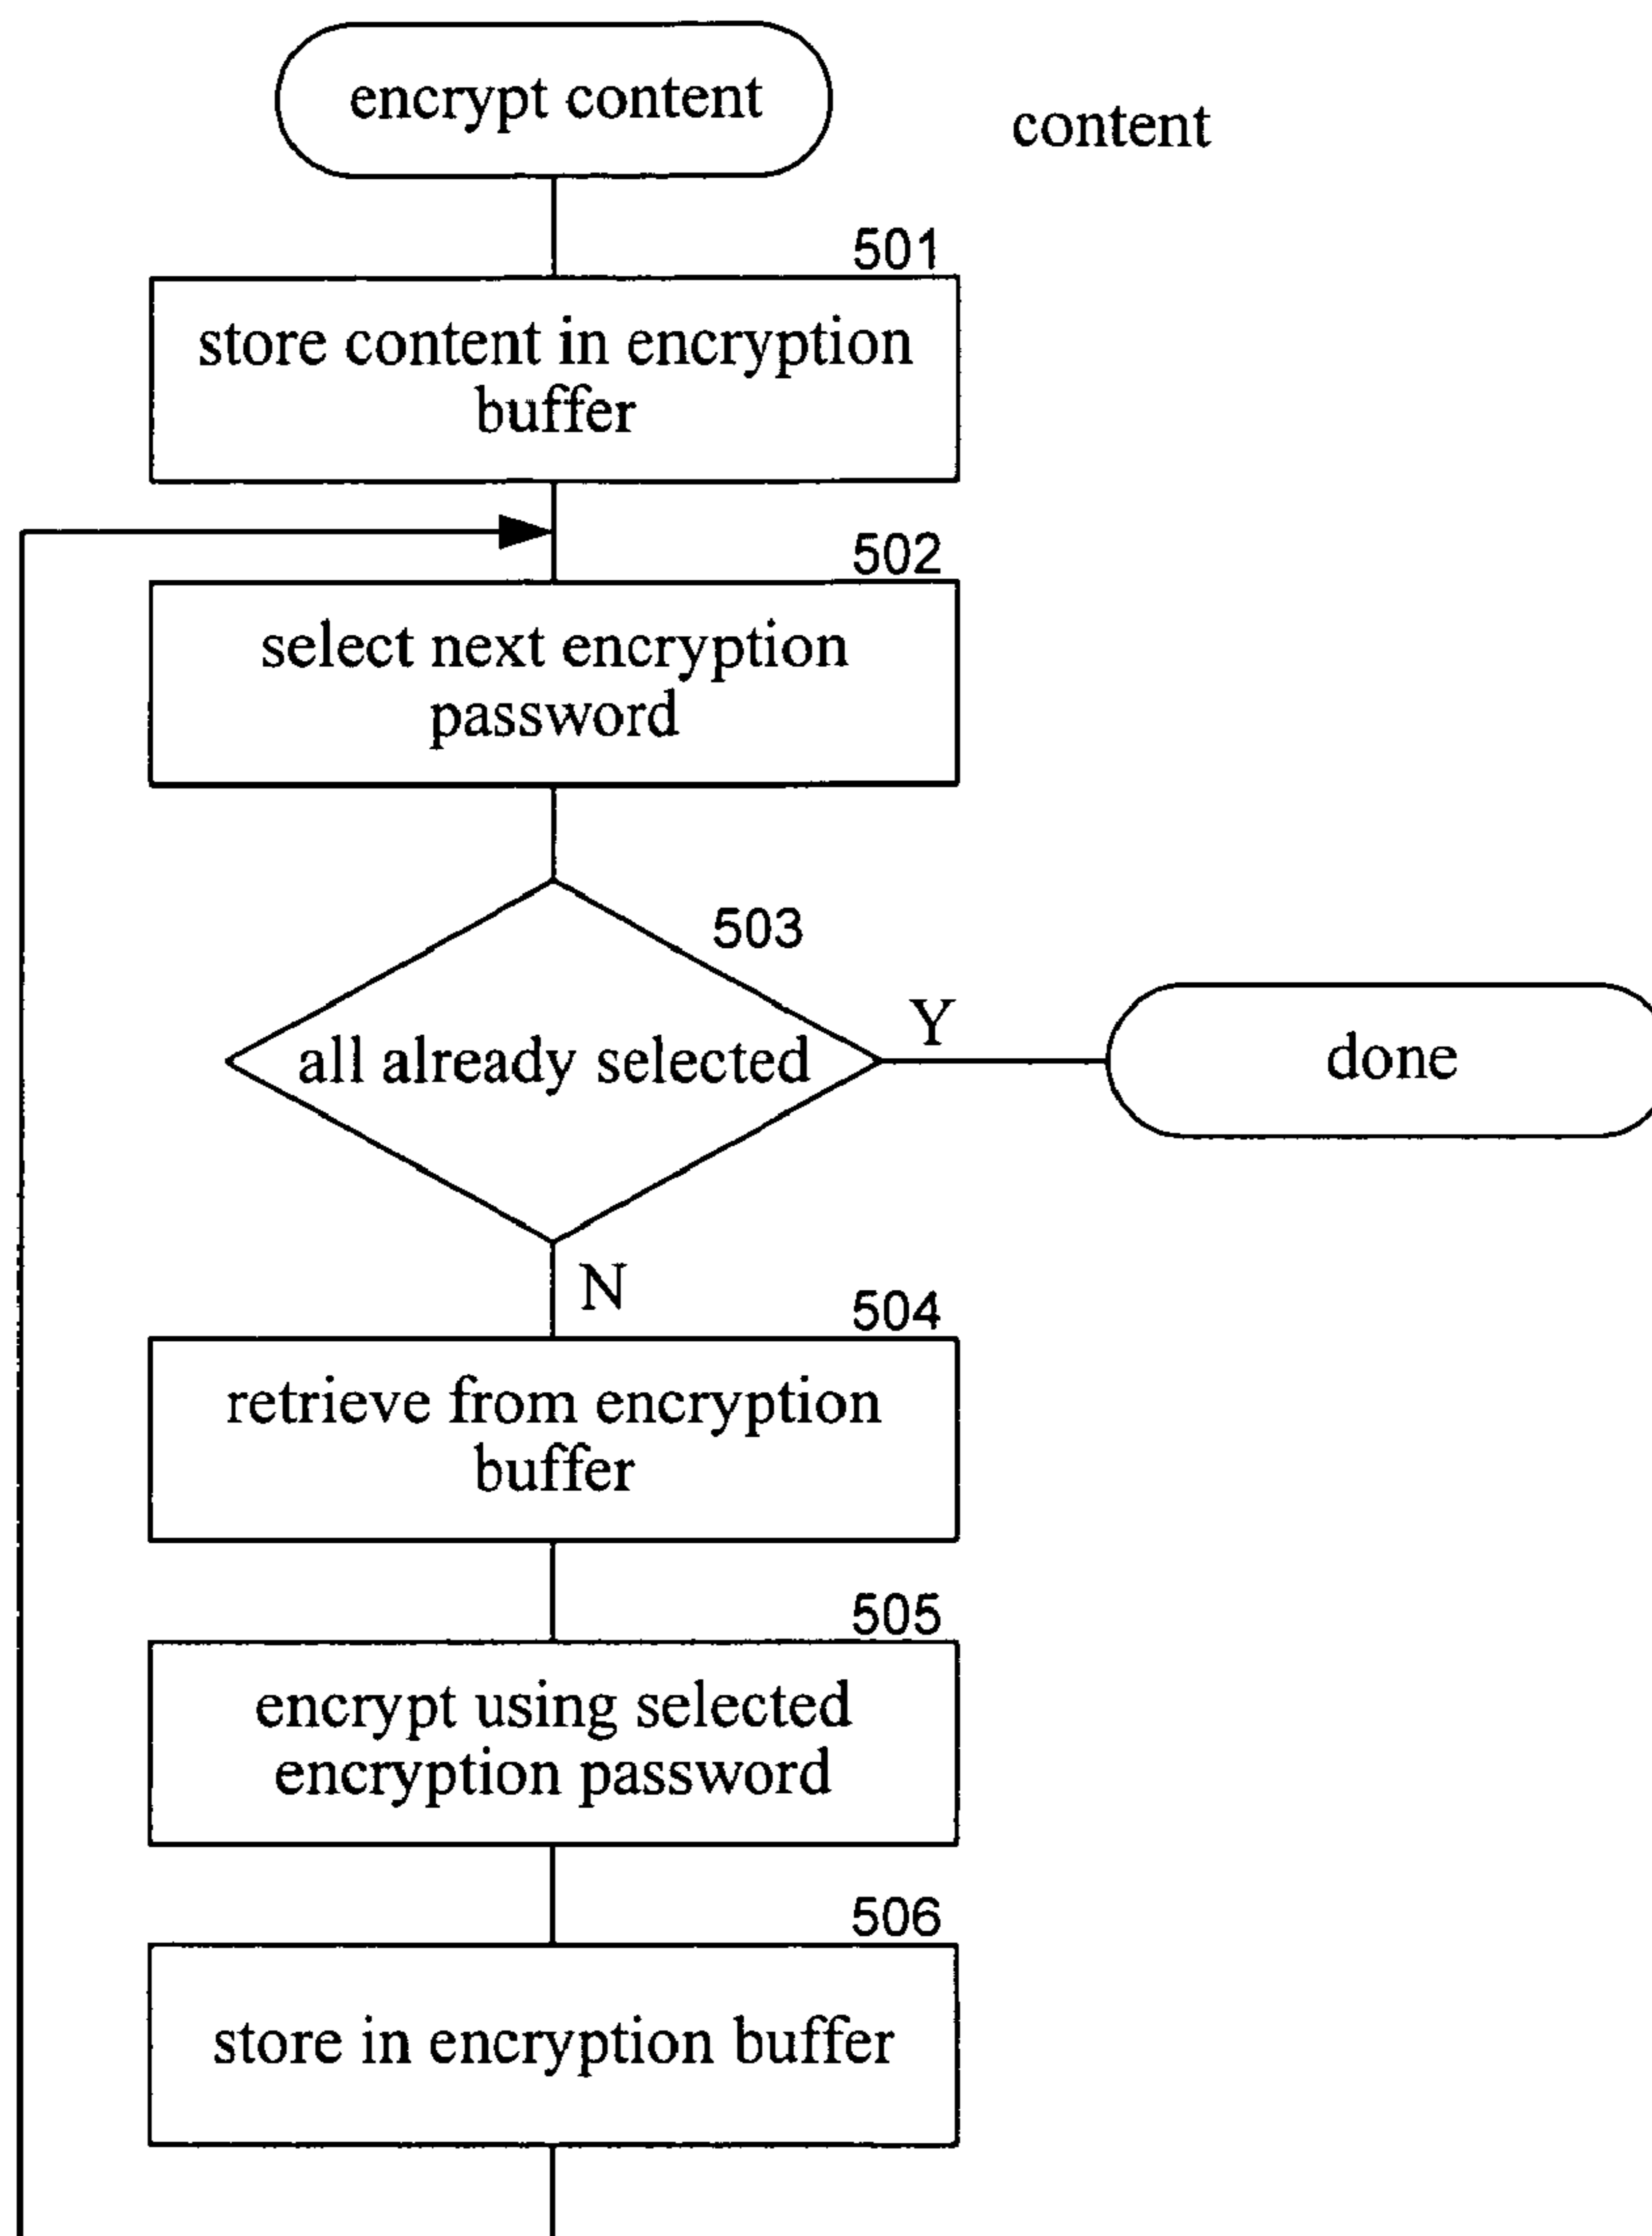 encrypt content
content
501
store content in encryption
buffer
502
select next encryption
password
503
all already selected
Y
done
N
504
retrieve from encryption
buffer
505
encrypt using selected
encryption password
506
store in encryption buffer